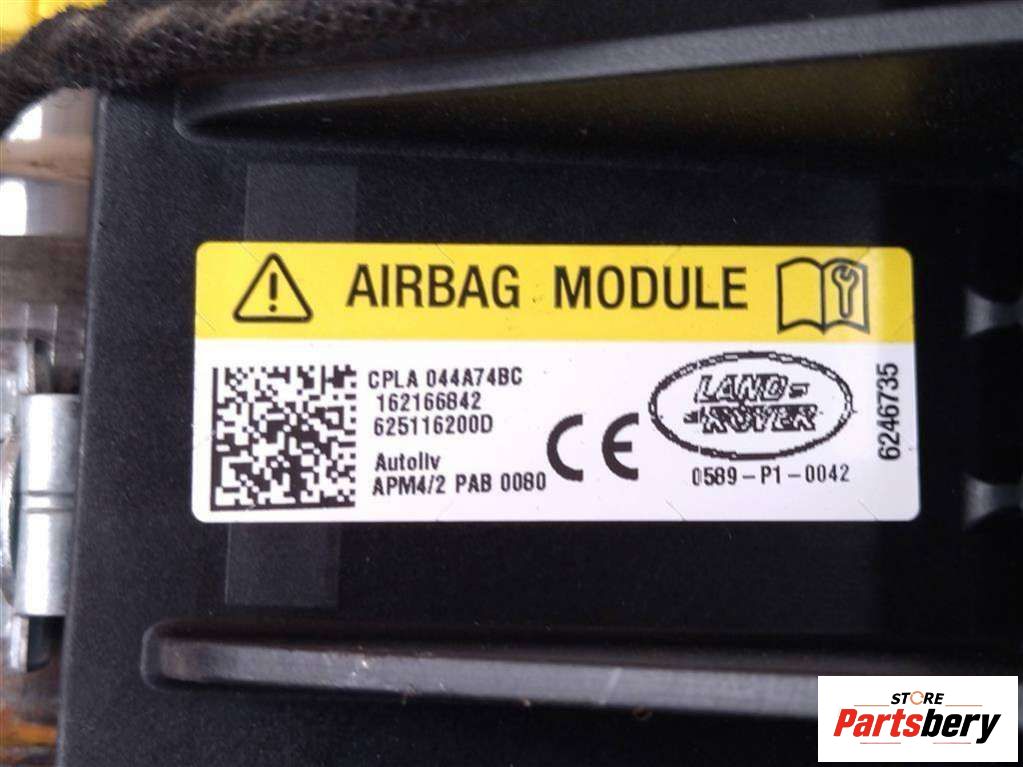 AIRBAG MODULE
CPLA 044A74BC
162166842
625116200D
Autoliv
APM4/2 PAB 0080
CE
LAND-
-ROVER
0589-P1-0042
6246735
STORE
Partsbery